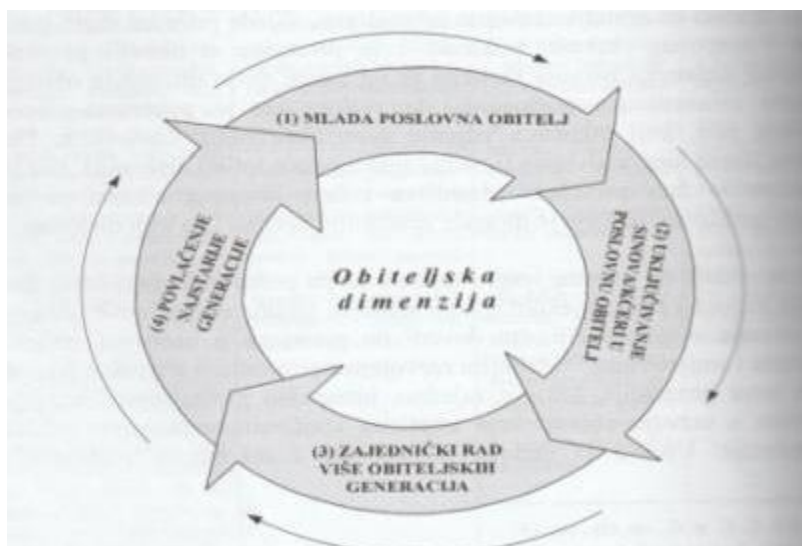 (1) MLADA POSLOVNA OBITELJ
(2) UKLJUČIVANJE
SINOVA/KĆERI U
POSLOVNU OBITELJ
(3) ZAJEDNIČKI RAD
VIŠE OBITELJSKIH
GENERACIJA
(4) POVLAČENJE
NAJSTARIJE
GENERACIJE
Obiteljska
dimenzija